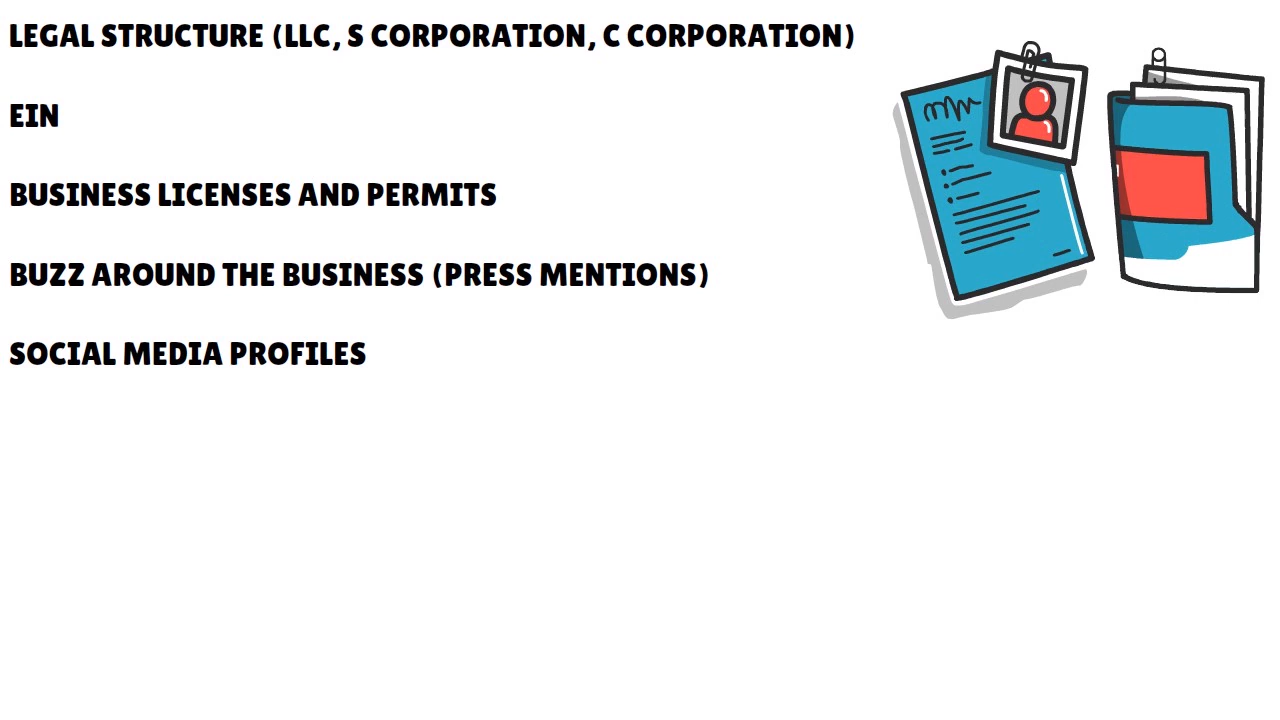 LEGAL STRUCTURE (LLC, S CORPORATION, C CORPORATION)
EIN
BUSINESS LICENSES AND PERMITS
BUZZ AROUND THE BUSINESS (PRESS MENTIONS)
SOCIAL MEDIA PROFILES